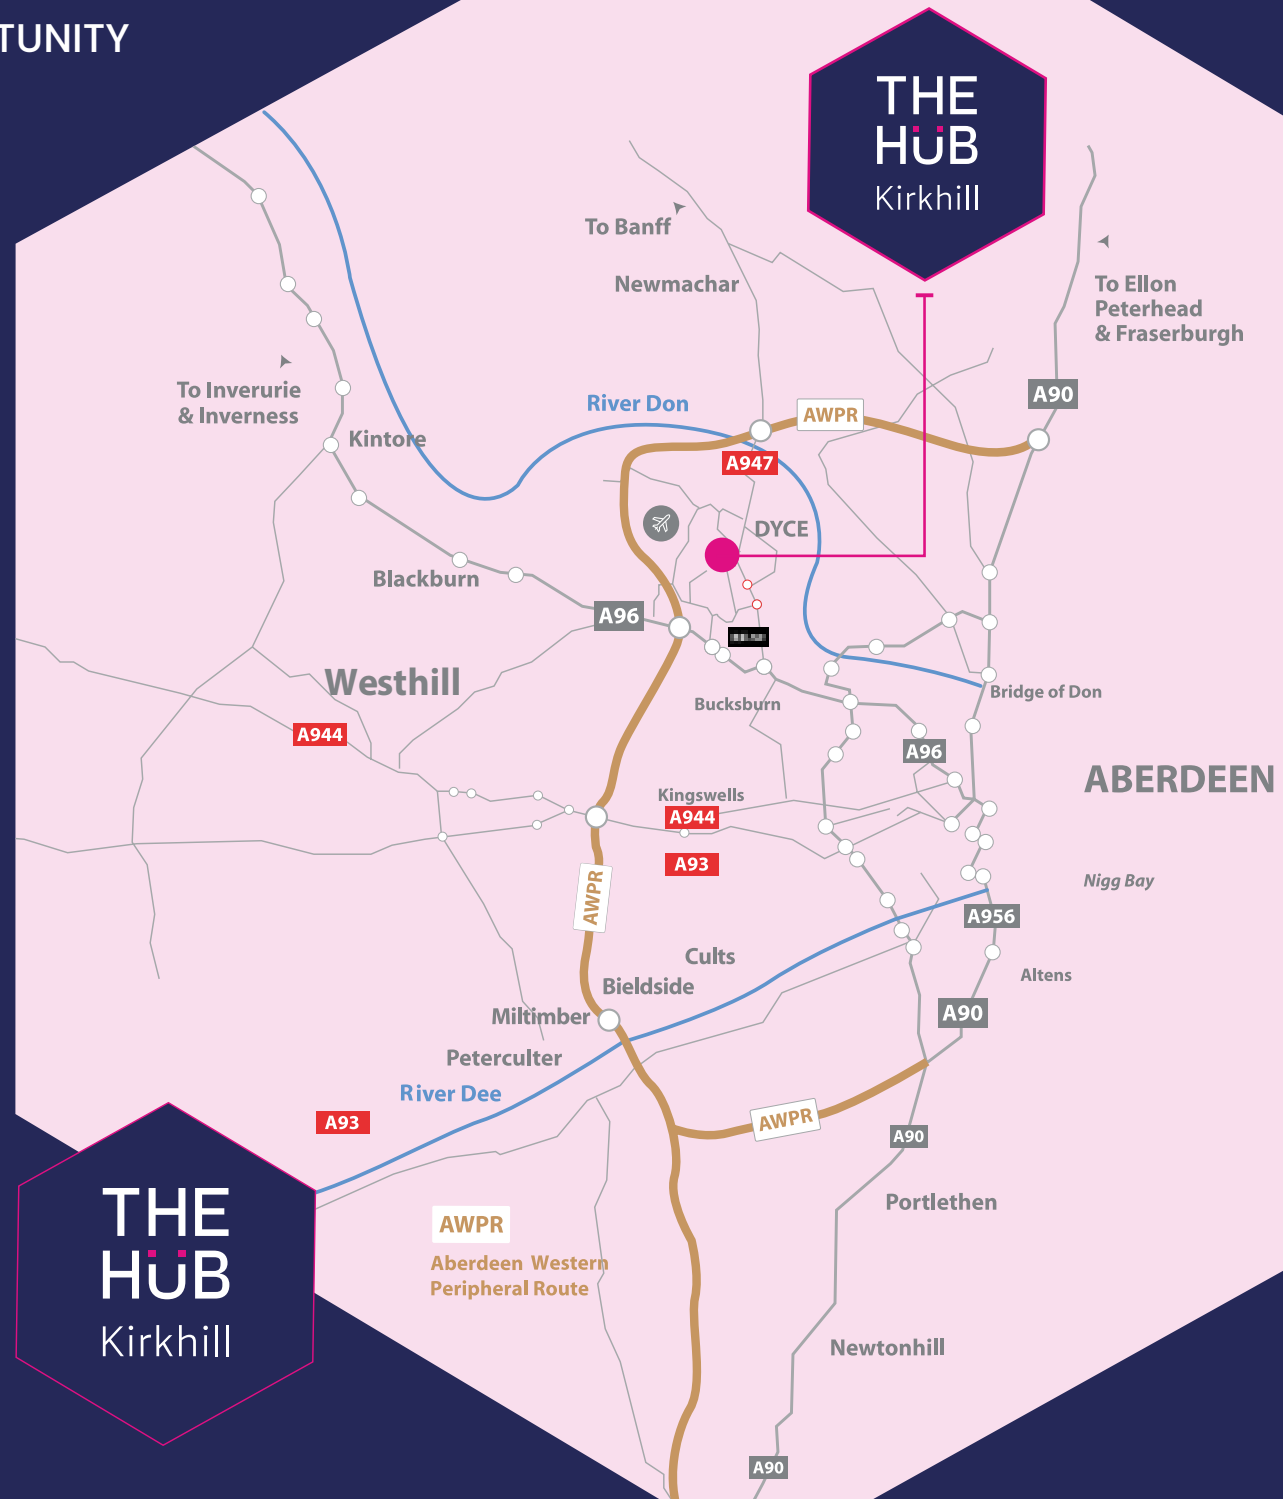 TUNITY
THE
HUB
Kirkhill
To Banff
Newmachar
To Ellon
Peterhead
& Fraserburgh
To Inverurie
& Inverness
A90
River Don
AWPR
Kintore
A947
DYCE
Blackburn
A96
Westhill
Bucksburn
Bridge of Don
A944
A96
ABERDEEN
Kingswells
A944
A93
Nigg Bay
AWPR
A956
Cults
Altens
Bieldside
Miltimber
A90
Peterculter
River Dee
A93
AWPR
A90
THE
HUB
Kirkhill
Portlethen
AWPR
Aberdeen Western
Peripheral Route
Newtonhill
A90